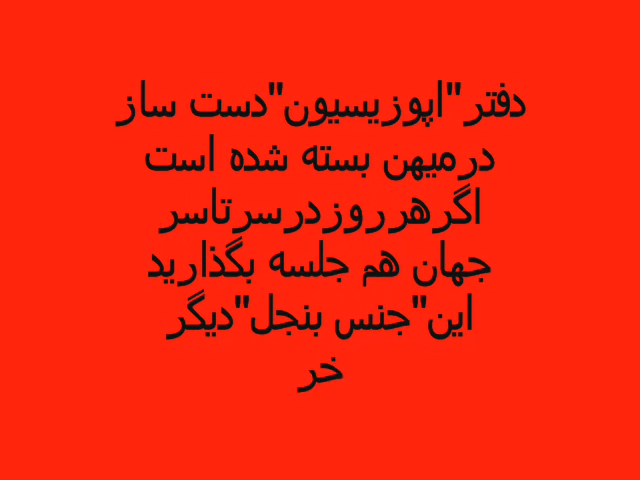 دفتر"اپوزیسیون"دست ساز
درمیهن بسته شده است
اگرهرروزدرسرتاسر
جهان هم جلسه بگذارید
این"جنس بنجل"دیگر
خر